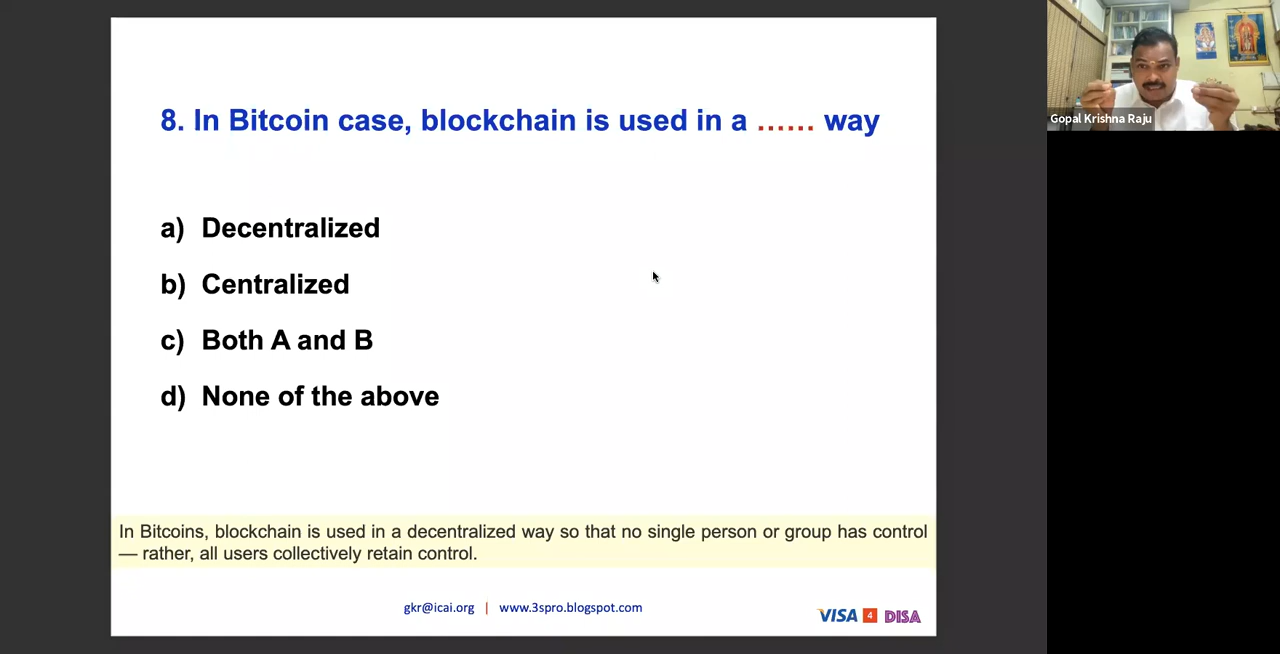 8. In Bitcoin case, blockchain is used in a ...... way
a) Decentralized
b) Centralized
c) Both A and B
d) None of the above
In Bitcoins, blockchain is used in a decentralized way so that no single person or group has control
— rather, all users collectively retain control.
gkr@icai.org | www.3spro.blogspot.com
VISA 4 DISA
Gopal Krishna Raju